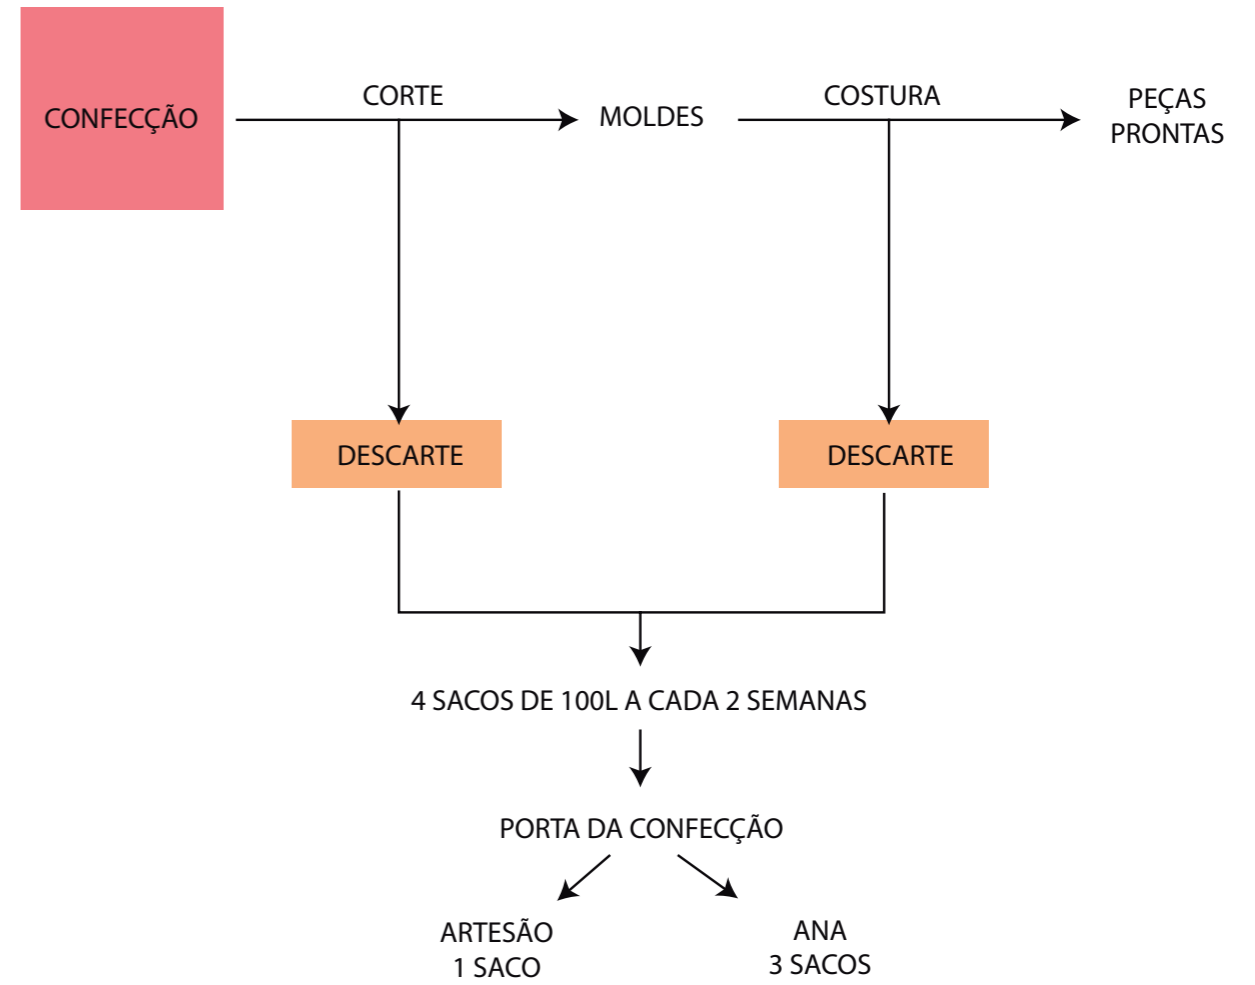 CONFECÇÃO
CORTE
MOLDES
COSTURA
PEÇAS
PRONTAS
DESCARTE
DESCARTE
4 SACOS DE 100L A CADA 2 SEMANAS
PORTA DA CONFECÇÃO
ARTESÃO
1 SACO
ANA
3 SACOS